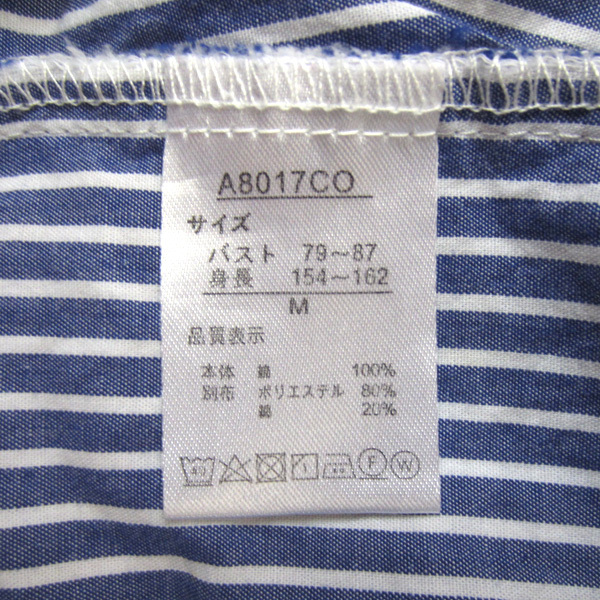 A8017CO
サイズ
バスト 79〜87
身長 154〜162
M
品質表示
本体 綿 100%
別布 ポリエステル 80%
綿 20%
F W